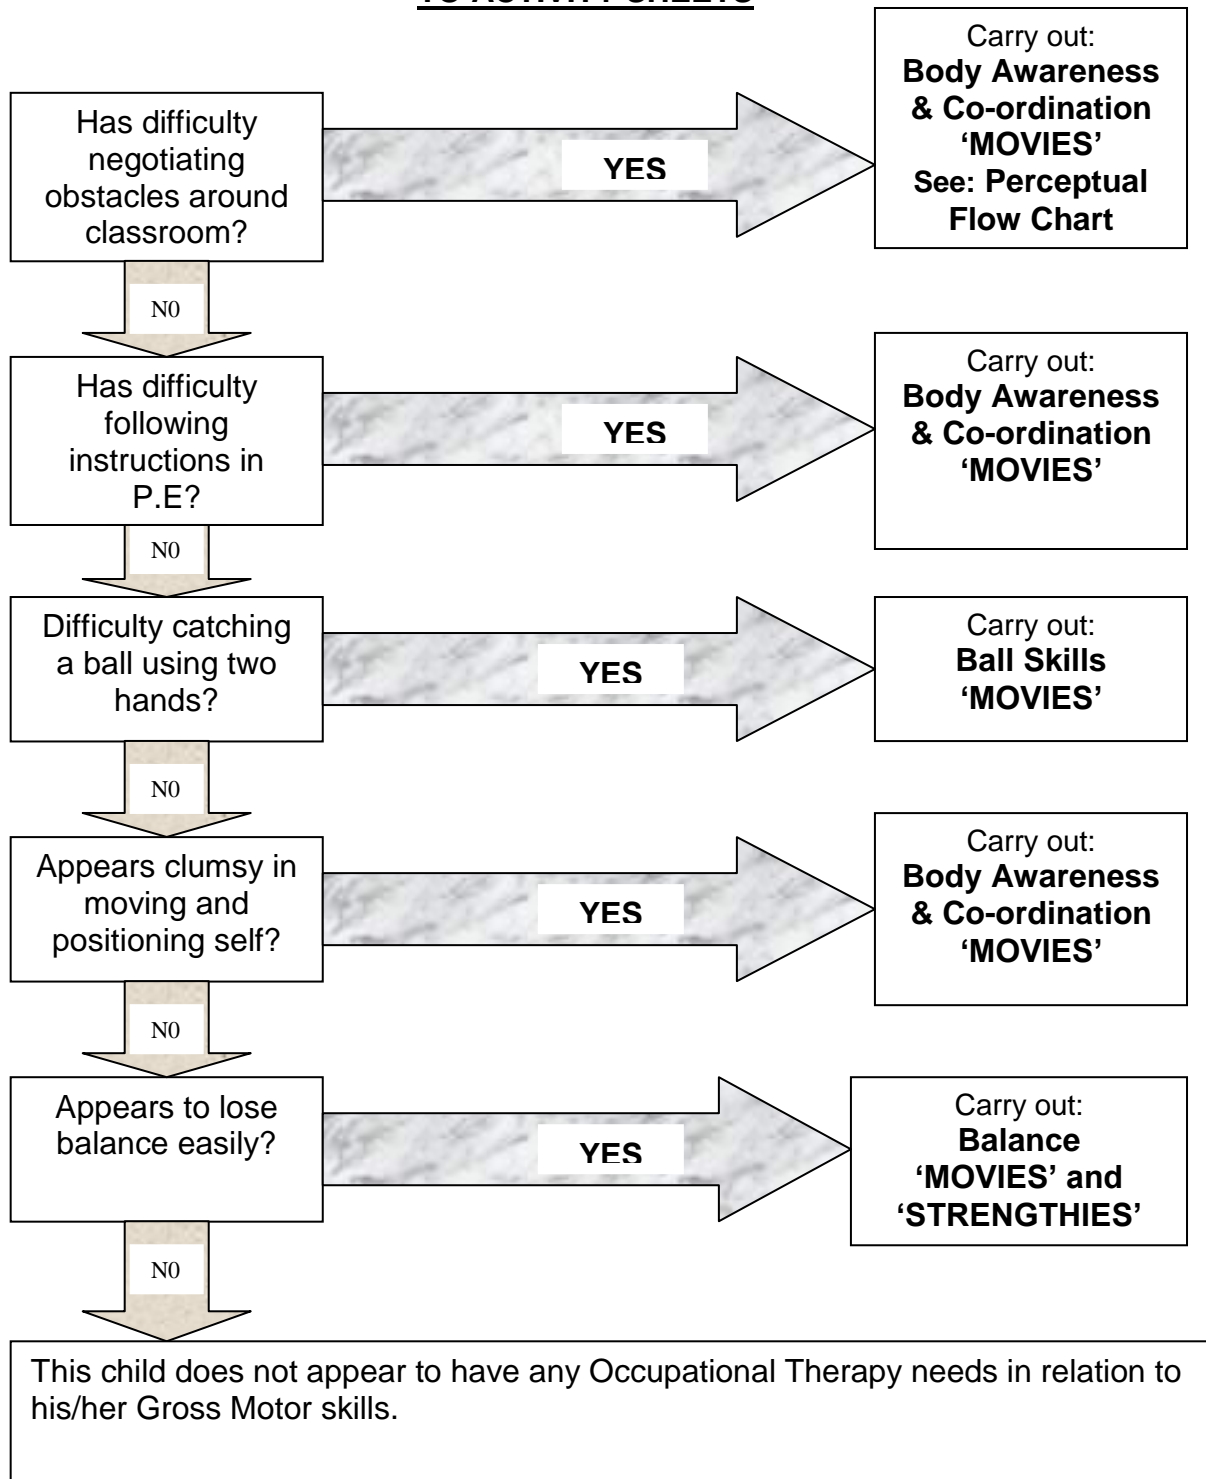 TO ACTIVITY SHEETS
Has difficulty
negotiating
obstacles around
classroom?
YES
Carry out:
Body Awareness
& Co-ordination
‘MOVIES’
See: Perceptual
Flow Chart
N0
Has difficulty
following
instructions in
P.E?
YES
Carry out:
Body Awareness
& Co-ordination
‘MOVIES’
N0
Difficulty catching
a ball using two
hands?
YES
Carry out:
Ball Skills
‘MOVIES’
N0
Appears clumsy in
moving and
positioning self?
YES
Carry out:
Body Awareness
& Co-ordination
‘MOVIES’
N0
Appears to lose
balance easily?
YES
Carry out:
Balance
‘MOVIES’ and
‘STRENGTHIES’
N0
This child does not appear to have any Occupational Therapy needs in relation to
his/her Gross Motor skills.